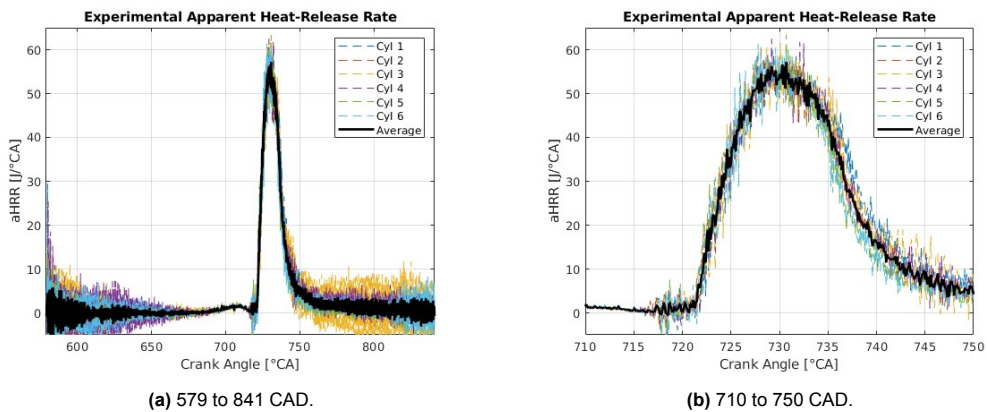 Experimental Apparent Heat-Release Rate
aHRR [J/°CA]
60
50
40
30
20
10
0
Cyl 1
Cyl 2
Cyl 3
Cyl 4
Cyl 5
Cyl 6
Average
600
650
700
750
800
Crank Angle [°CA]
(a) 579 to 841 CAD.
Experimental Apparent Heat-Release Rate
aHRR [J/°CA]
60
50
40
30
20
10
0
Cyl 1
Cyl 2
Cyl 3
Cyl 4
Cyl 5
Cyl 6
Average
710
715
720
725
730
735
740
745
750
Crank Angle [°CA]
(b) 710 to 750 CAD.